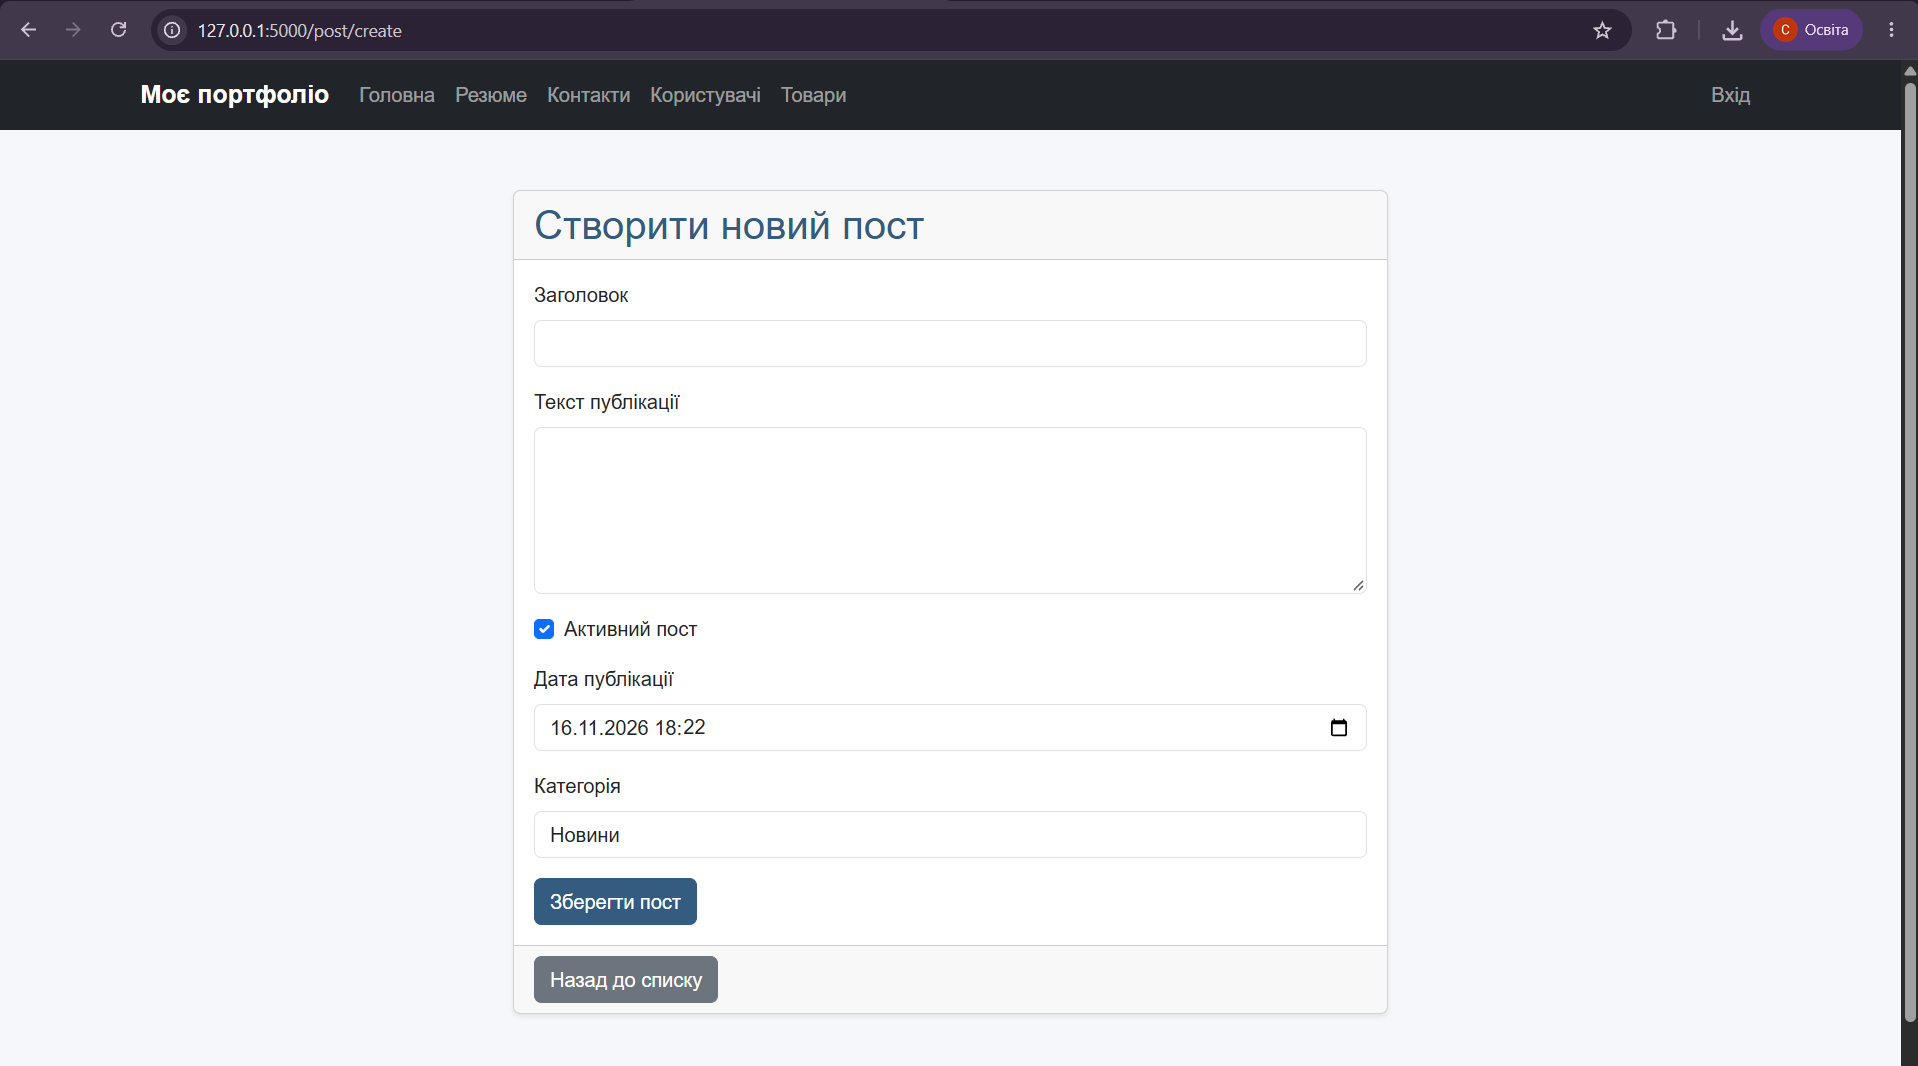 127.0.0.1:5000/post/create
С Освіта
Моє портфоліо Головна Резюме Контакти Користувачі Товари Вхід
Створити новий пост
Заголовок
Текст публікації
Активний пост
Дата публікації
16.11.2026 18:22
Категорія
Новини
Зберегти пост
Назад до списку